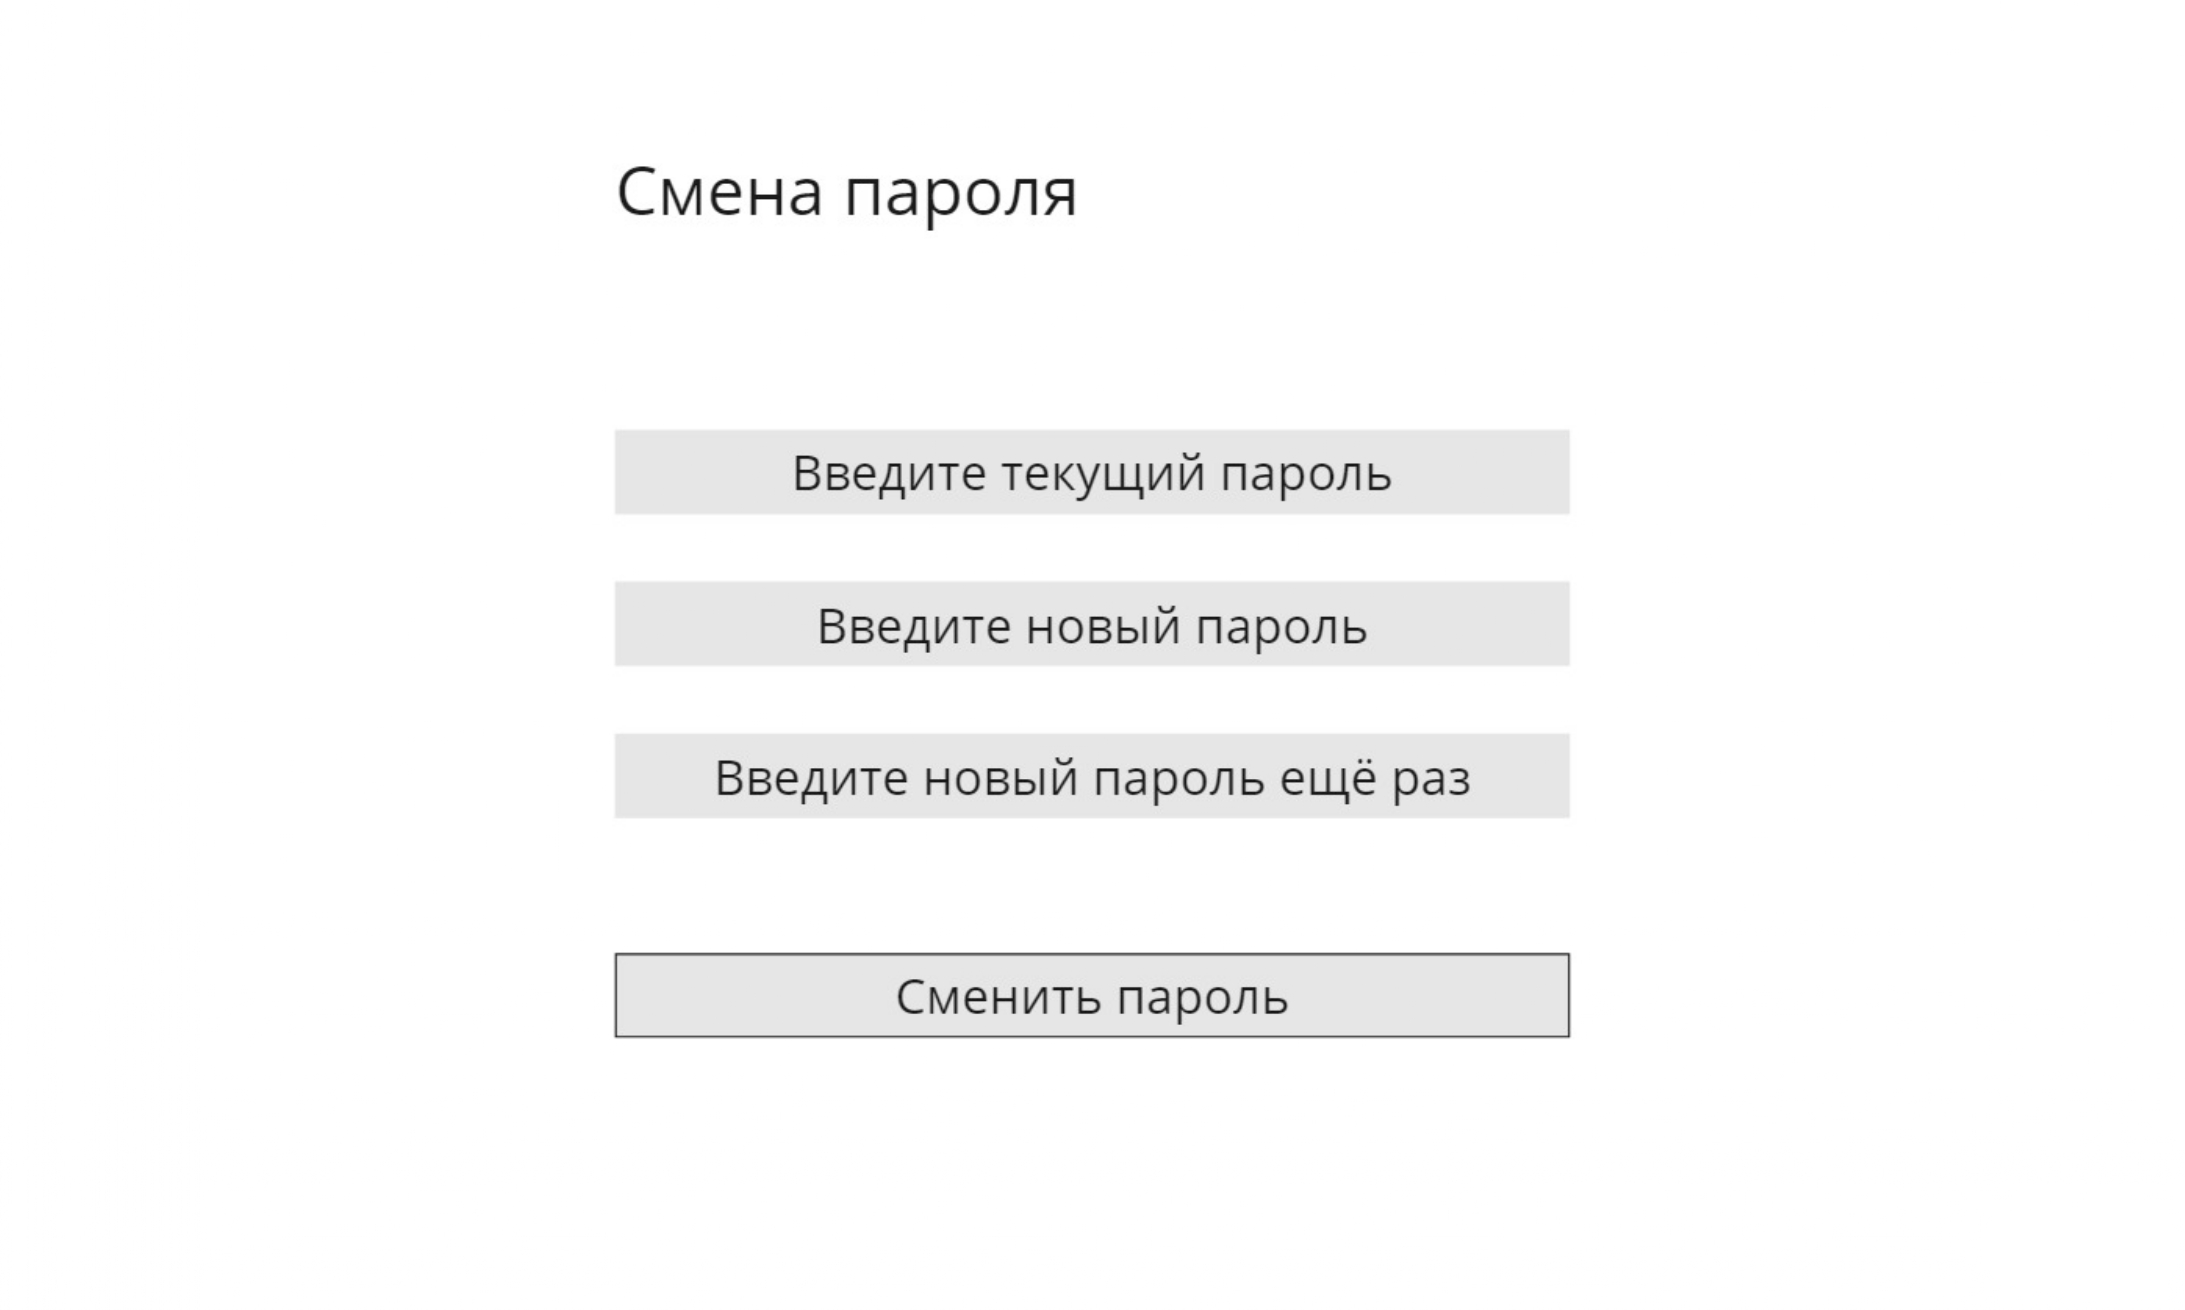 Смена пароля
Введите текущий пароль
Введите новый пароль
Введите новый пароль ещё раз
Сменить пароль